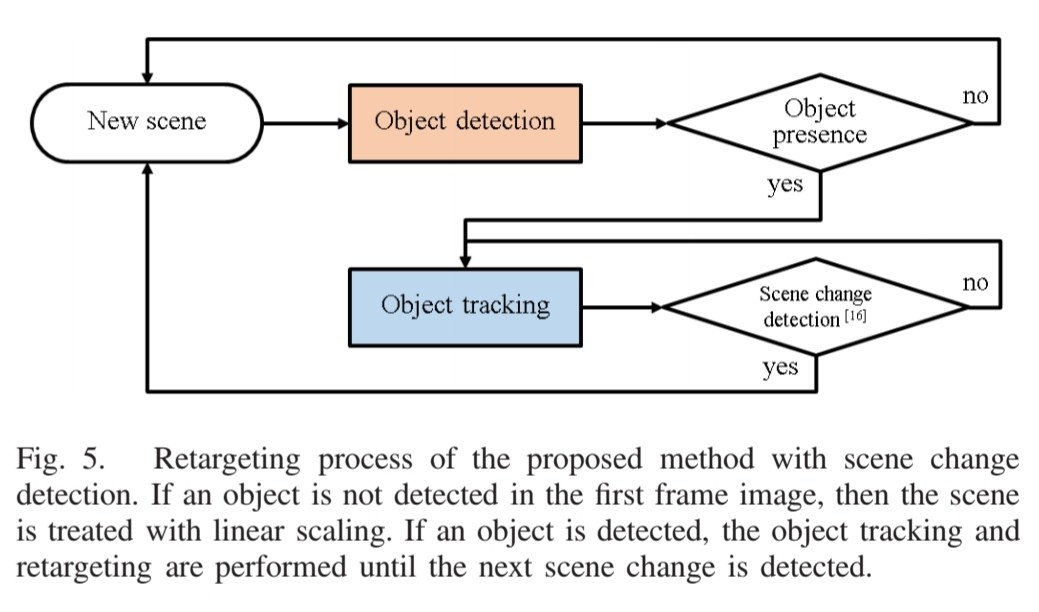 New scene
Object detection
Object
presence
no
yes
Object tracking
Scene change
detection [16]
no
yes
Fig. 5. Retargeting process of the proposed method with scene change
detection. If an object is not detected in the first frame image, then the scene
is treated with linear scaling. If an object is detected, the object tracking and
retargeting are performed until the next scene change is detected.